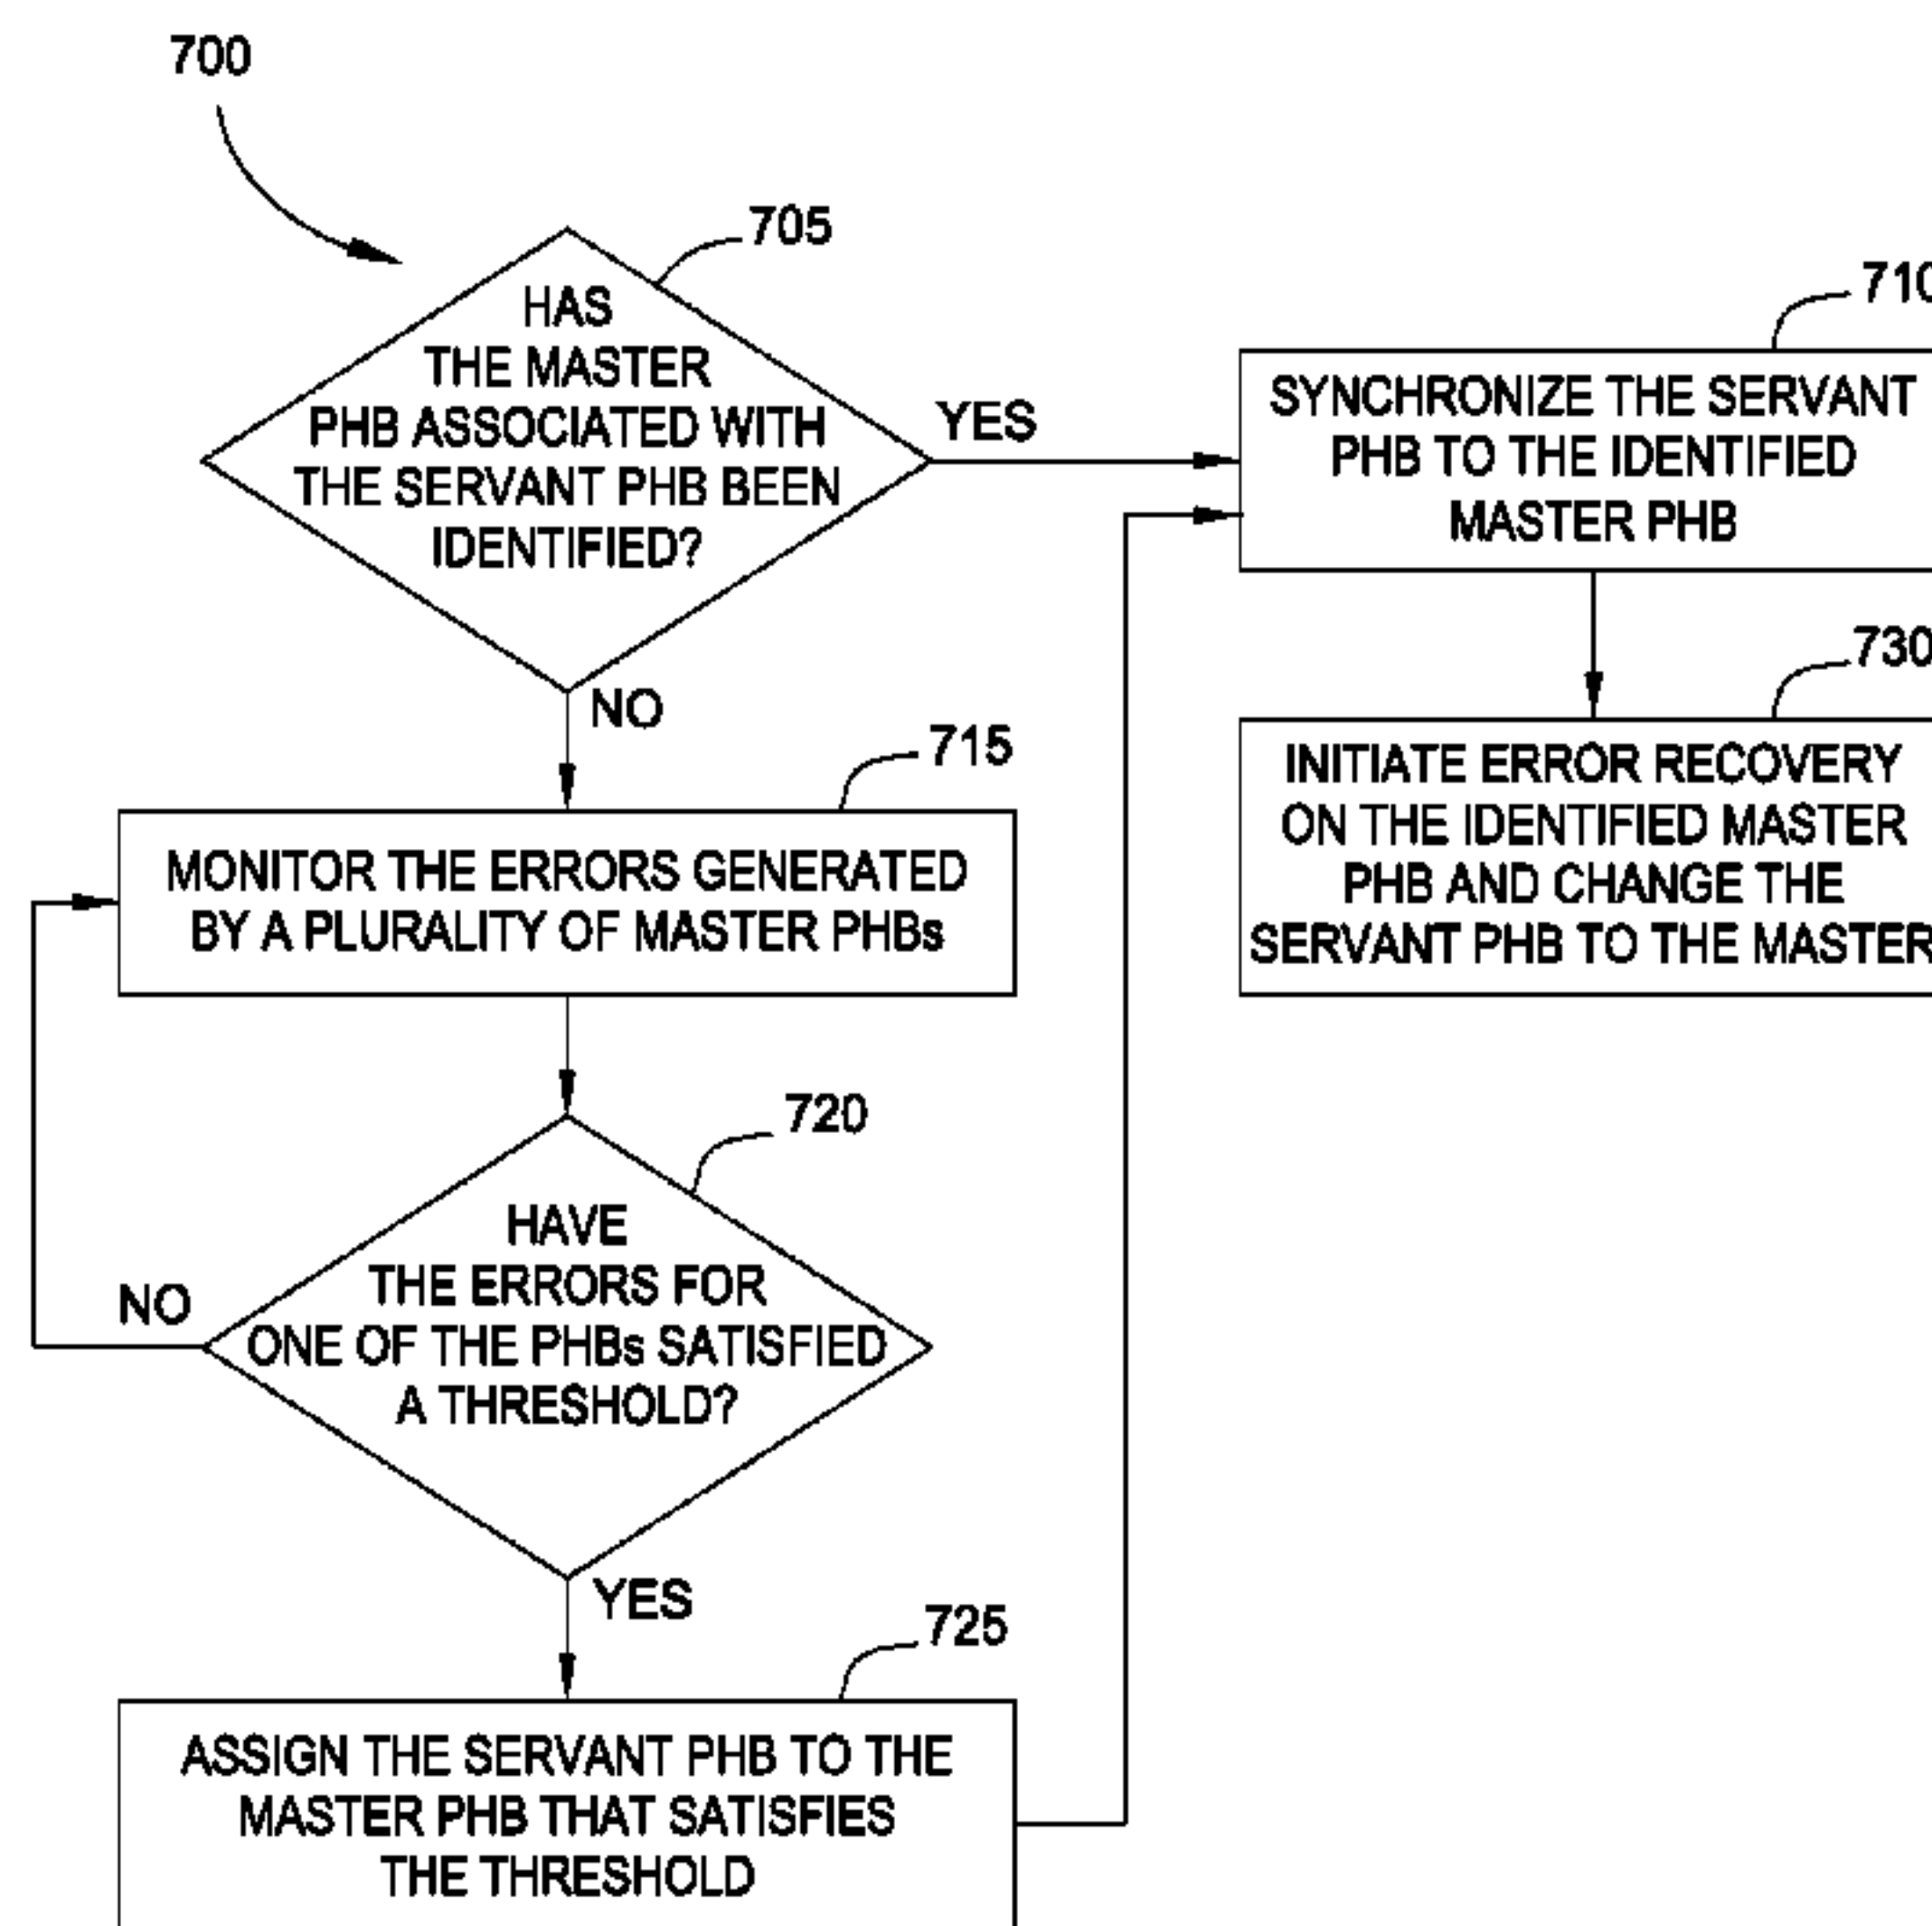 700
705
HAS
THE MASTER
PHB ASSOCIATED WITH
THE SERVANT PHB BEEN
IDENTIFIED?
YES
NO
710
SYNCHRONIZE THE SERVANT
PHB TO THE IDENTIFIED
MASTER PHB
730
INITIATE ERROR RECOVERY
ON THE IDENTIFIED MASTER
PHB AND CHANGE THE
SERVANT PHB TO THE MASTER
715
MONITOR THE ERRORS GENERATED
BY A PLURALITY OF MASTER PHBs
720
HAVE
THE ERRORS FOR
ONE OF THE PHBs SATISFIED
A THRESHOLD?
NO
YES
725
ASSIGN THE SERVANT PHB TO THE
MASTER PHB THAT SATISFIES
THE THRESHOLD